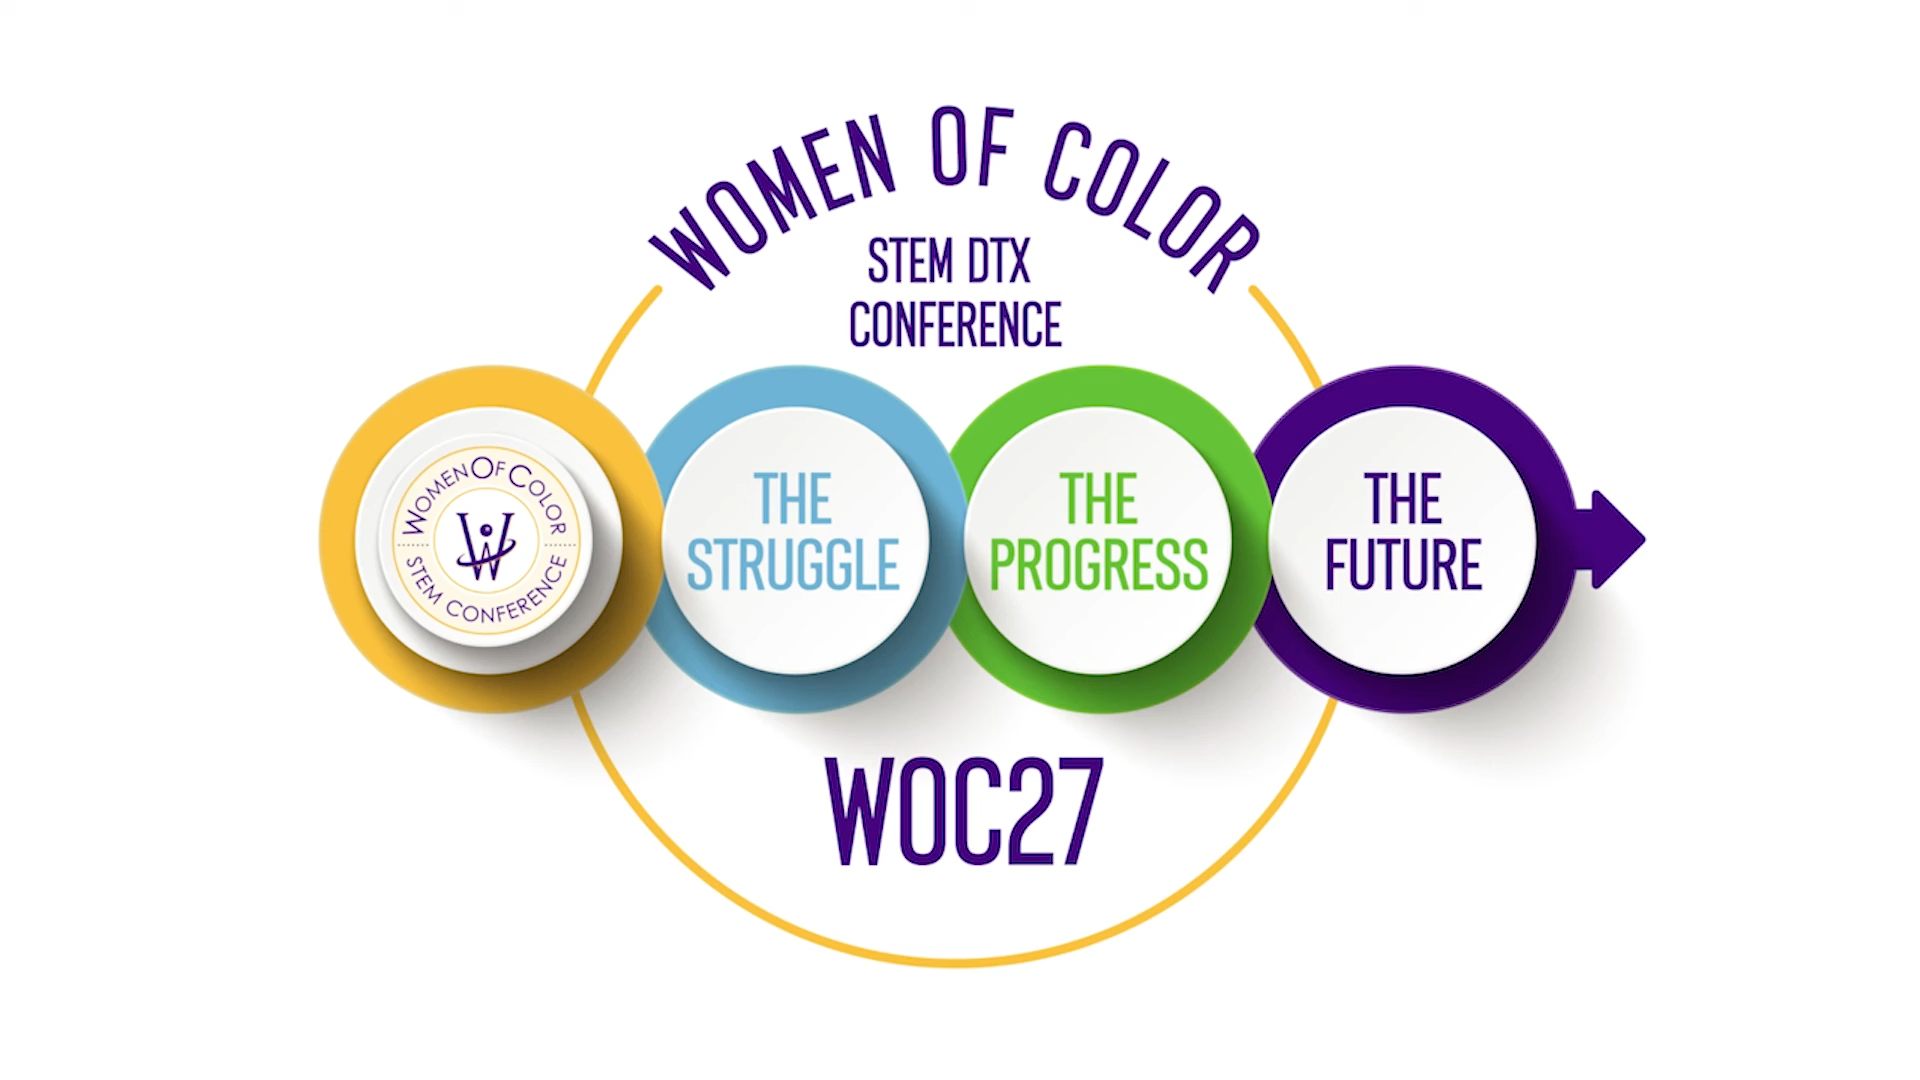 WOMEN OF COLOR
STEM DTX
CONFERENCE
WOMEN OF COLOR
W
STEM CONFERENCE
THE
STRUGGLE
THE
PROGRESS
THE
FUTURE
WOC27